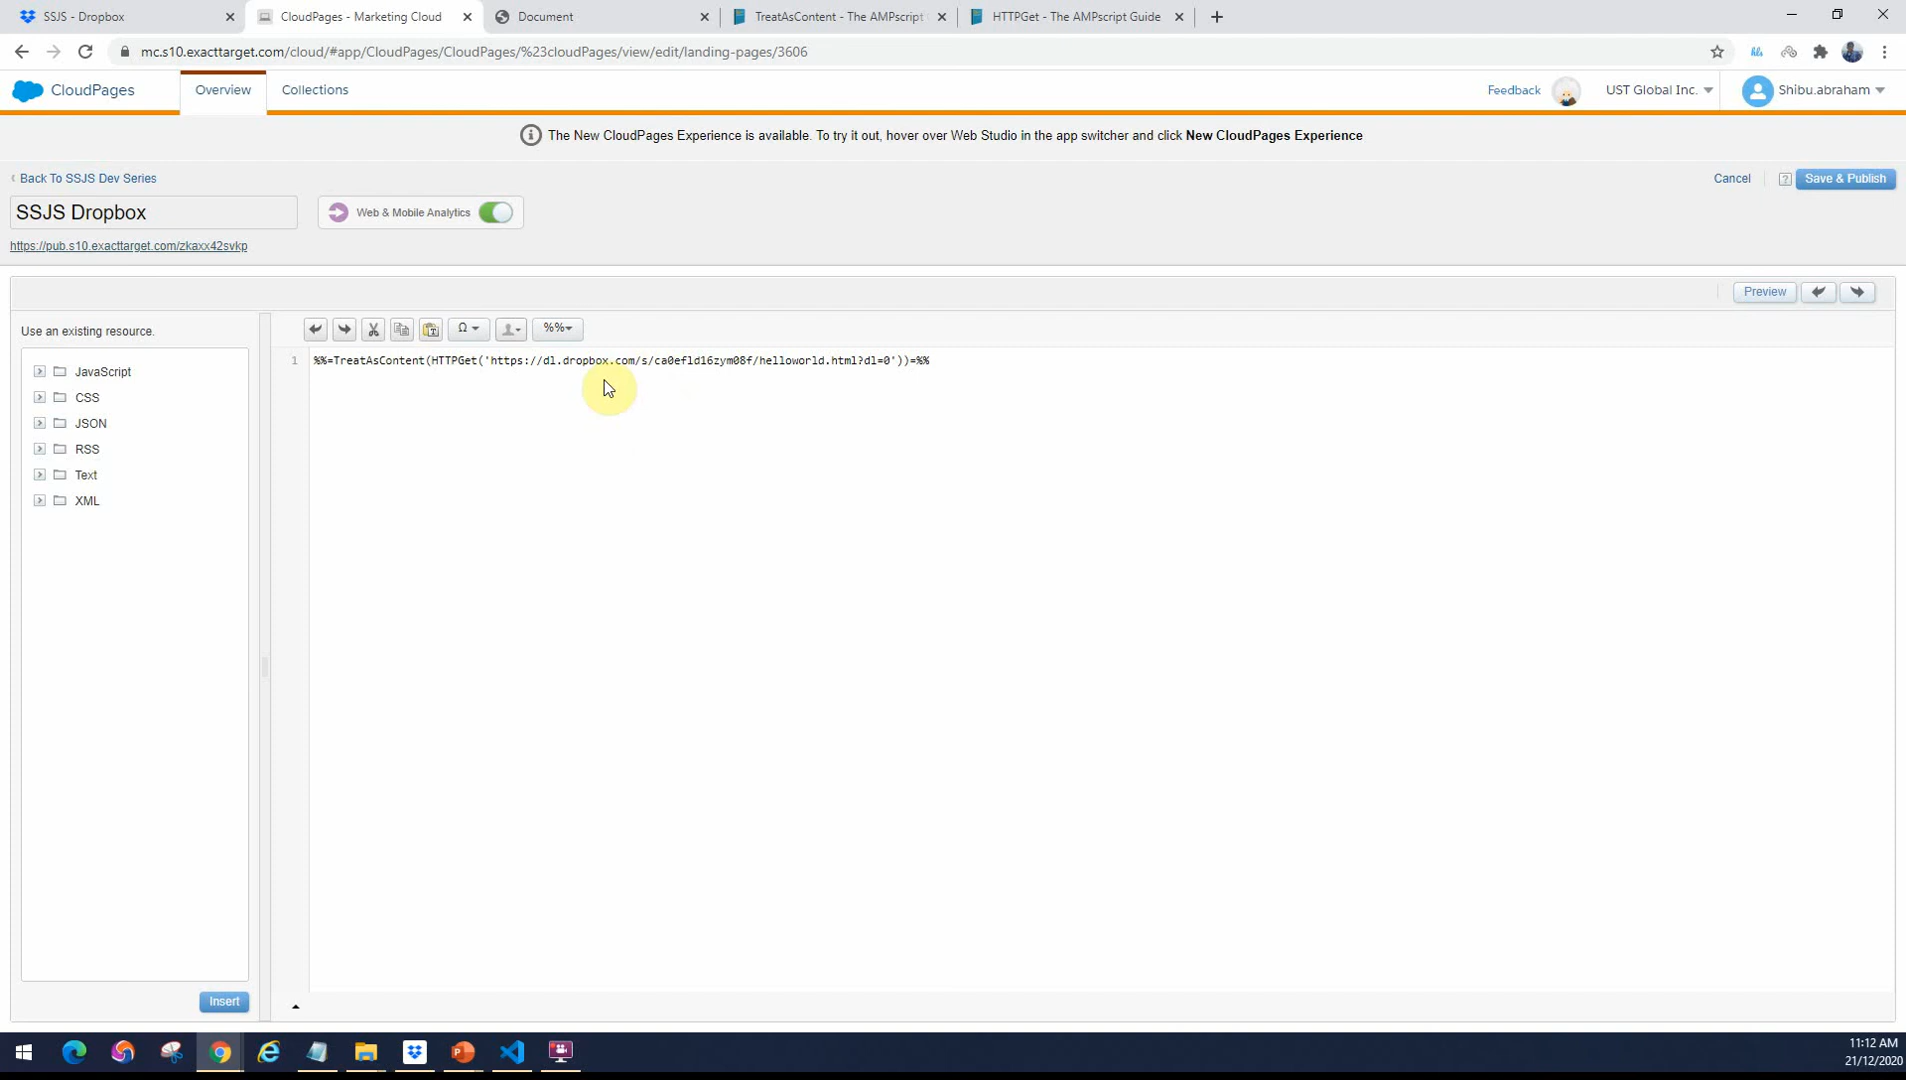 SSJS - Dropbox
CloudPages - Marketing Cloud
Document
TreatAsContent - The AMPscript
HTTPGet - The AMPscript Guide
mc.s10.exacttarget.com/cloud/#app/CloudPages/CloudPages/%23cloudPages/view/edit/landing-pages/3606
CloudPages
Overview
Collections
Feedback
UST Global Inc.
Shibu.abraham
The New CloudPages Experience is available. To try it out, hover over Web Studio in the app switcher and click New CloudPages Experience
Back To SSJS Dev Series
Cancel
?
Save & Publish
SSJS Dropbox
Web & Mobile Analytics
https://pub.s10.exacttarget.com/zkaxx42svkp
Preview
Use an existing resource.
Ω
%%
1
%%=TreatAsContent(HTTPGet('https://dl.dropbox.com/s/ca0efld16zym08f/helloworld.html?dl=0'))=%%
JavaScript
CSS
JSON
RSS
Text
XML
Insert
11:12 AM
21/12/2020